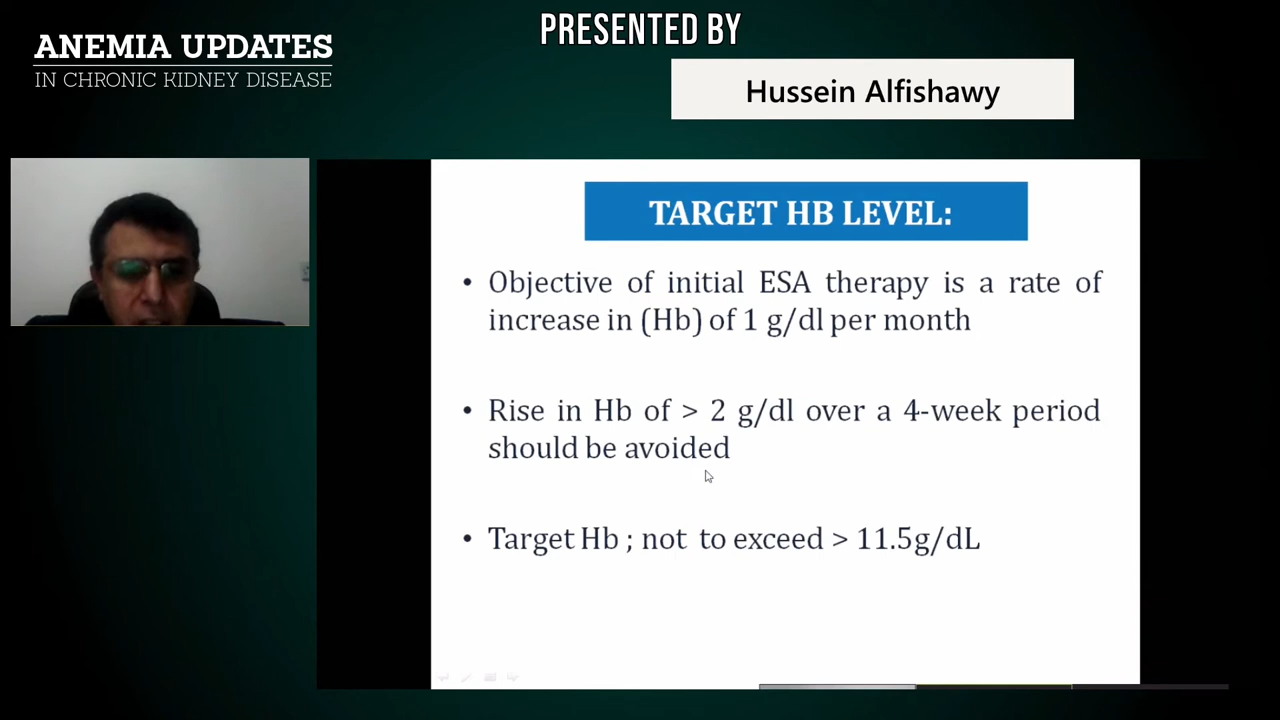 PRESENTED BY
ANEMIA UPDATES
IN CHRONIC KIDNEY DISEASE
Hussein Alfishawy
TARGET HB LEVEL:
• Objective of initial ESA therapy is a rate of
increase in (Hb) of 1 g/dl per month
• Rise in Hb of > 2 g/dl over a 4-week period
should be avoided
• Target Hb ; not to exceed > 11.5g/dL